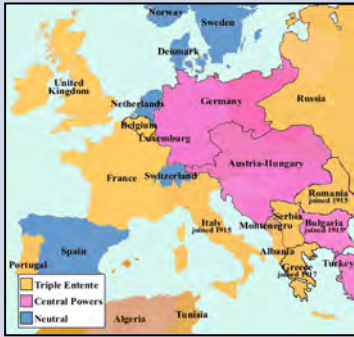 Norway
Sweden
Denmark
United
Kingdom
Netherlands
Germany
Russia
Belgium
Luxemburg
Austria-Hungary
France
Switzerland
Romania
joined 1915
Italy
joined 1915
Serbia
Bulgaria
joined 1915
Montenegro
Spain
Portugal
Albania
Turkey
Greece
joined 1917
Triple Entente
Central Powers
Neutral
Algeria
Tunisia